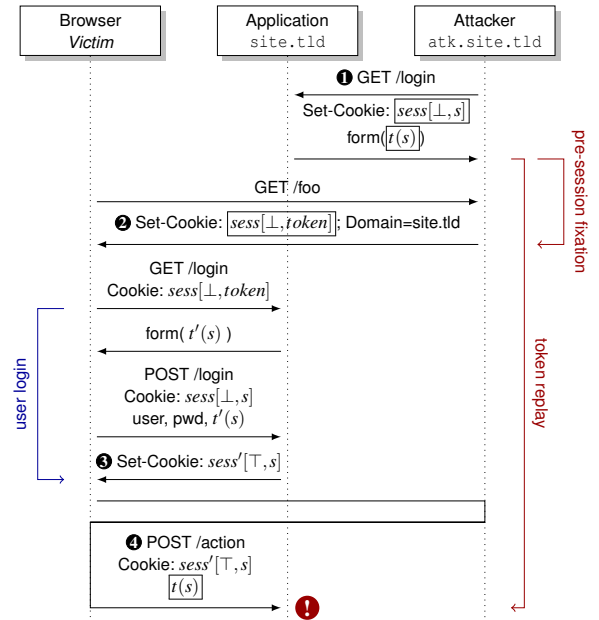 Browser
Victim
Application
site.tld
Attacker
atk.site.tld
❶ GET /login
Set-Cookie: sess[⊥,s]
form(t(s))
GET /foo
❷ Set-Cookie: sess[⊥,token]; Domain=site.tld
pre-session fixation
GET /login
Cookie: sess[⊥,token]
form( t′(s) )
POST /login
Cookie: sess[⊥,s]
user, pwd, t′(s)
❸ Set-Cookie: sess′[⊤,s]
user login
token replay
❹ POST /action
Cookie: sess′[⊤,s]
t(s)
!